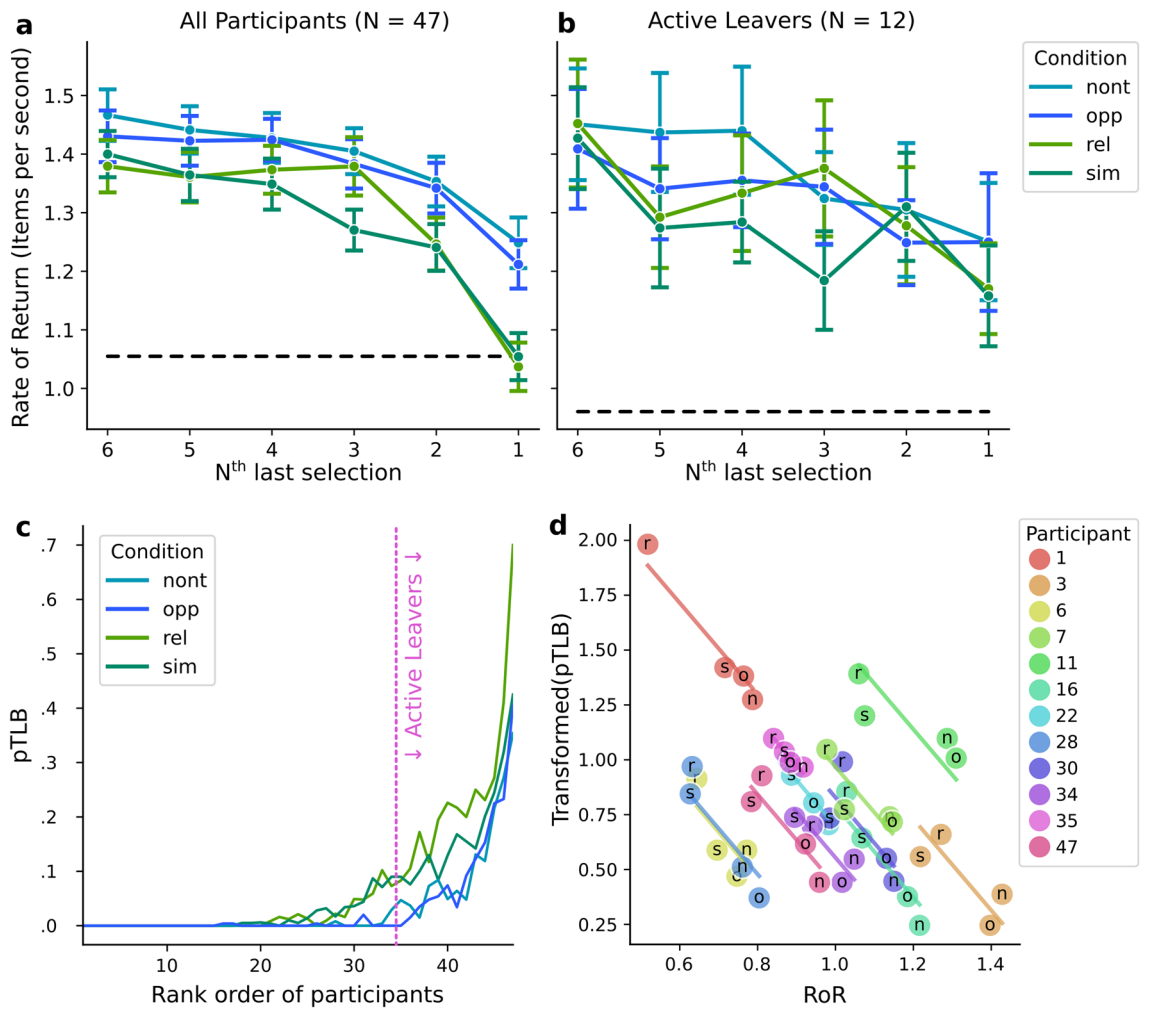 a
All Participants (N = 47)
Rate of Return (Items per second)
1.5
1.4
1.3
1.2
1.1
1.0
6 5 4 3 2 1
Nth last selection
b
Active Leavers (N = 12)
6 5 4 3 2 1
Nth last selection
Condition
nont
opp
rel
sim
c
pTLB
.7
.5
.4
.3
.2
.1
.0
Condition
nont
opp
rel
sim
↓ Active Leavers ↓
10 20 30 40
Rank order of participants
d
Transformed(pTLB)
2.00
1.75
1.50
1.25
1.00
0.75
0.50
0.25
r
s
o
n
r
s
n
o
r
s
o
n
r
s
o
n
r
s
n
o
r
s
o
n
r
s
o
r
s
o
n
r
s
n
o
s
o
r
s
o
n
r
s
n
o
0.6 0.8 1.0 1.2 1.4
RoR
Participant
1
3
6
7
11
16
22
28
30
34
35
47